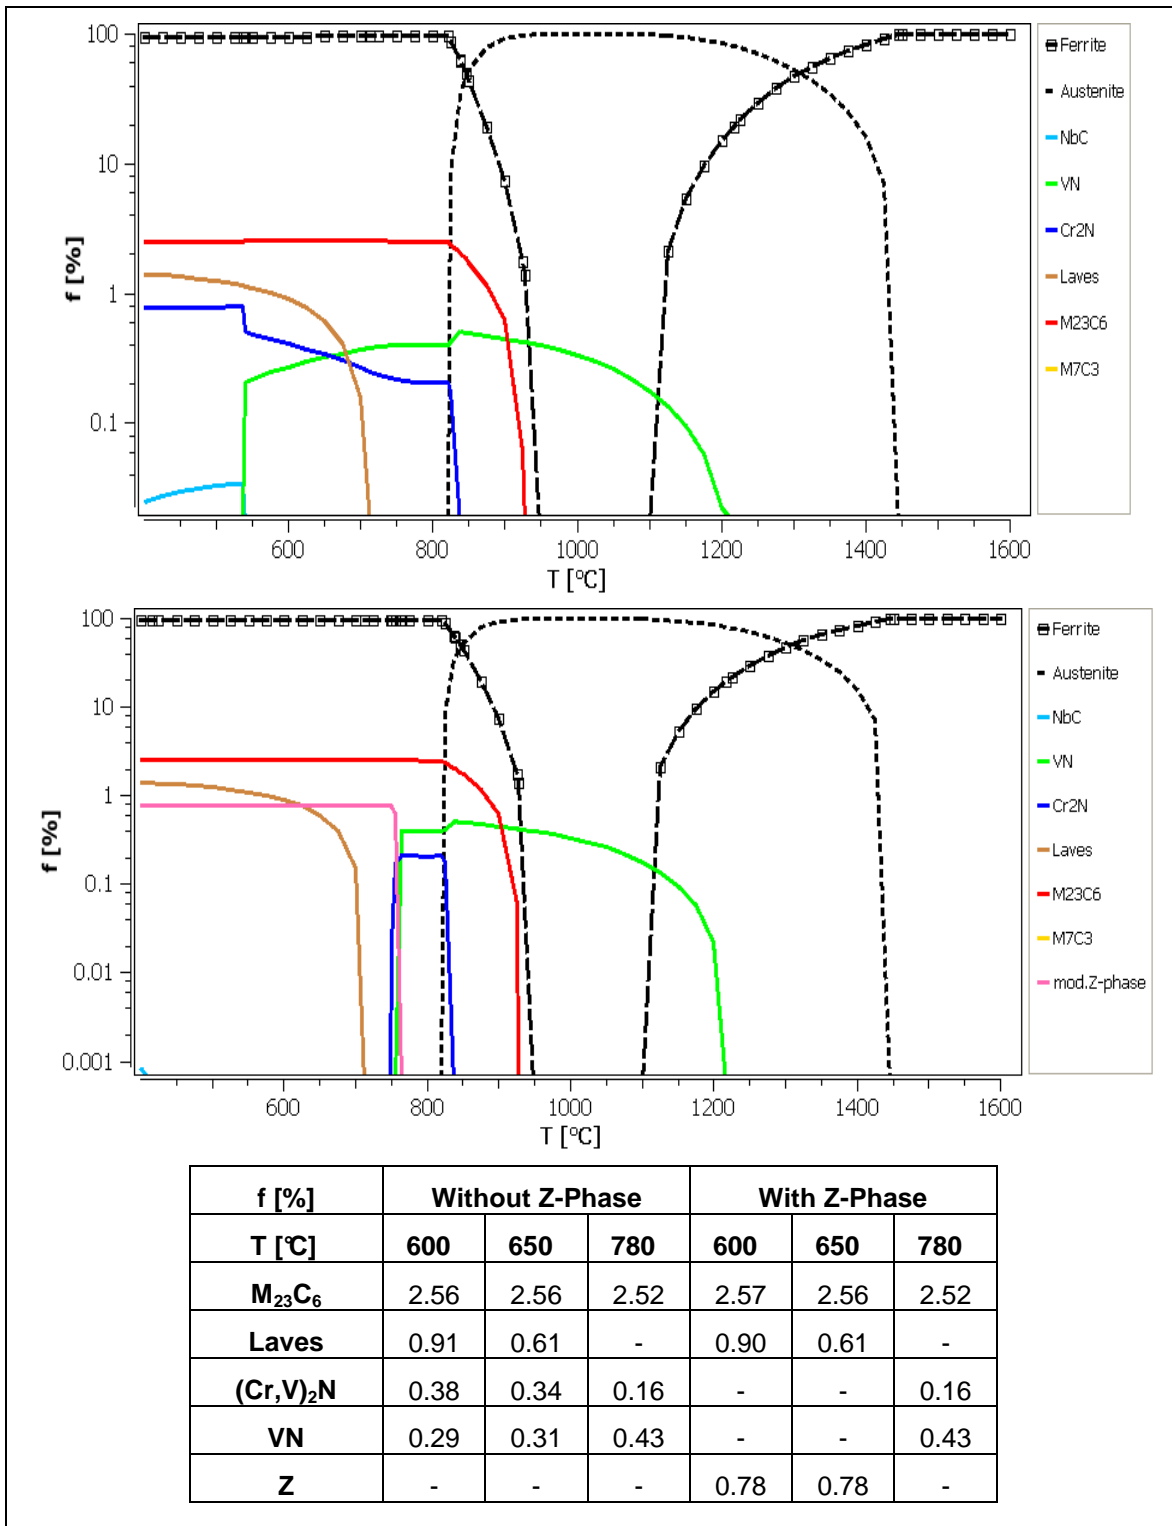 100
10
1
0.1
f [%]
600 800 1000 1200 1400 1600
T [°C]
Ferrite
Austenite
NbC
VN
Cr2N
Laves
M23C6
M7C3
100
10
1
0.1
0.01
0.001
f [%]
600 800 1000 1200 1400 1600
T [°C]
Ferrite
Austenite
NbC
VN
Cr2N
Laves
M23C6
M7C3
mod.Z-phase
f [%] Without Z-Phase With Z-Phase
T [°C] 600 650 780 600 650 780
M₂₃C₆ 2.56 2.56 2.52 2.57 2.56 2.52
Laves 0.91 0.61 - 0.90 0.61 -
(Cr,V)₂N 0.38 0.34 0.16 - - 0.16
VN 0.29 0.31 0.43 - - 0.43
Z - - - 0.78 0.78 -